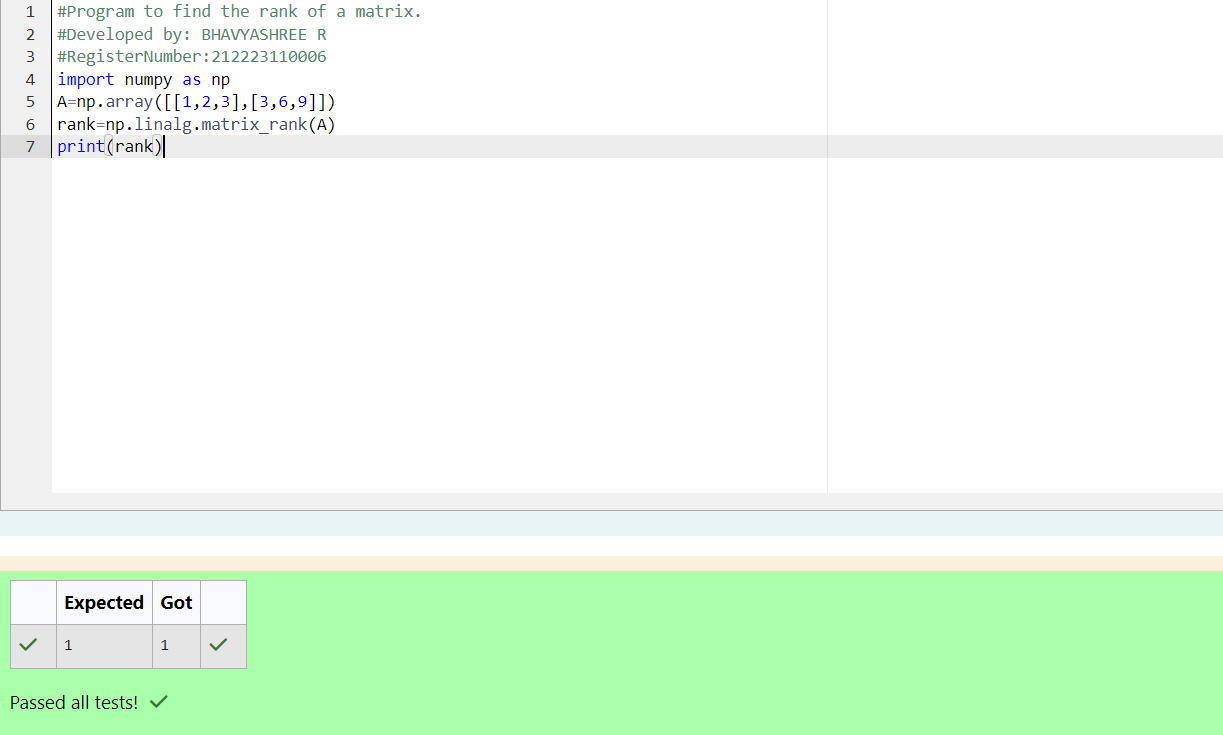 1 #Program to find the rank of a matrix.
2 #Developed by: BHAVYASHREE R
3 #RegisterNumber:212223110006
4 import numpy as np
5 A=np.array([[1,2,3],[3,6,9]])
6 rank=np.linalg.matrix_rank(A)
7 print(rank)
Expected Got
1 1
Passed all tests!